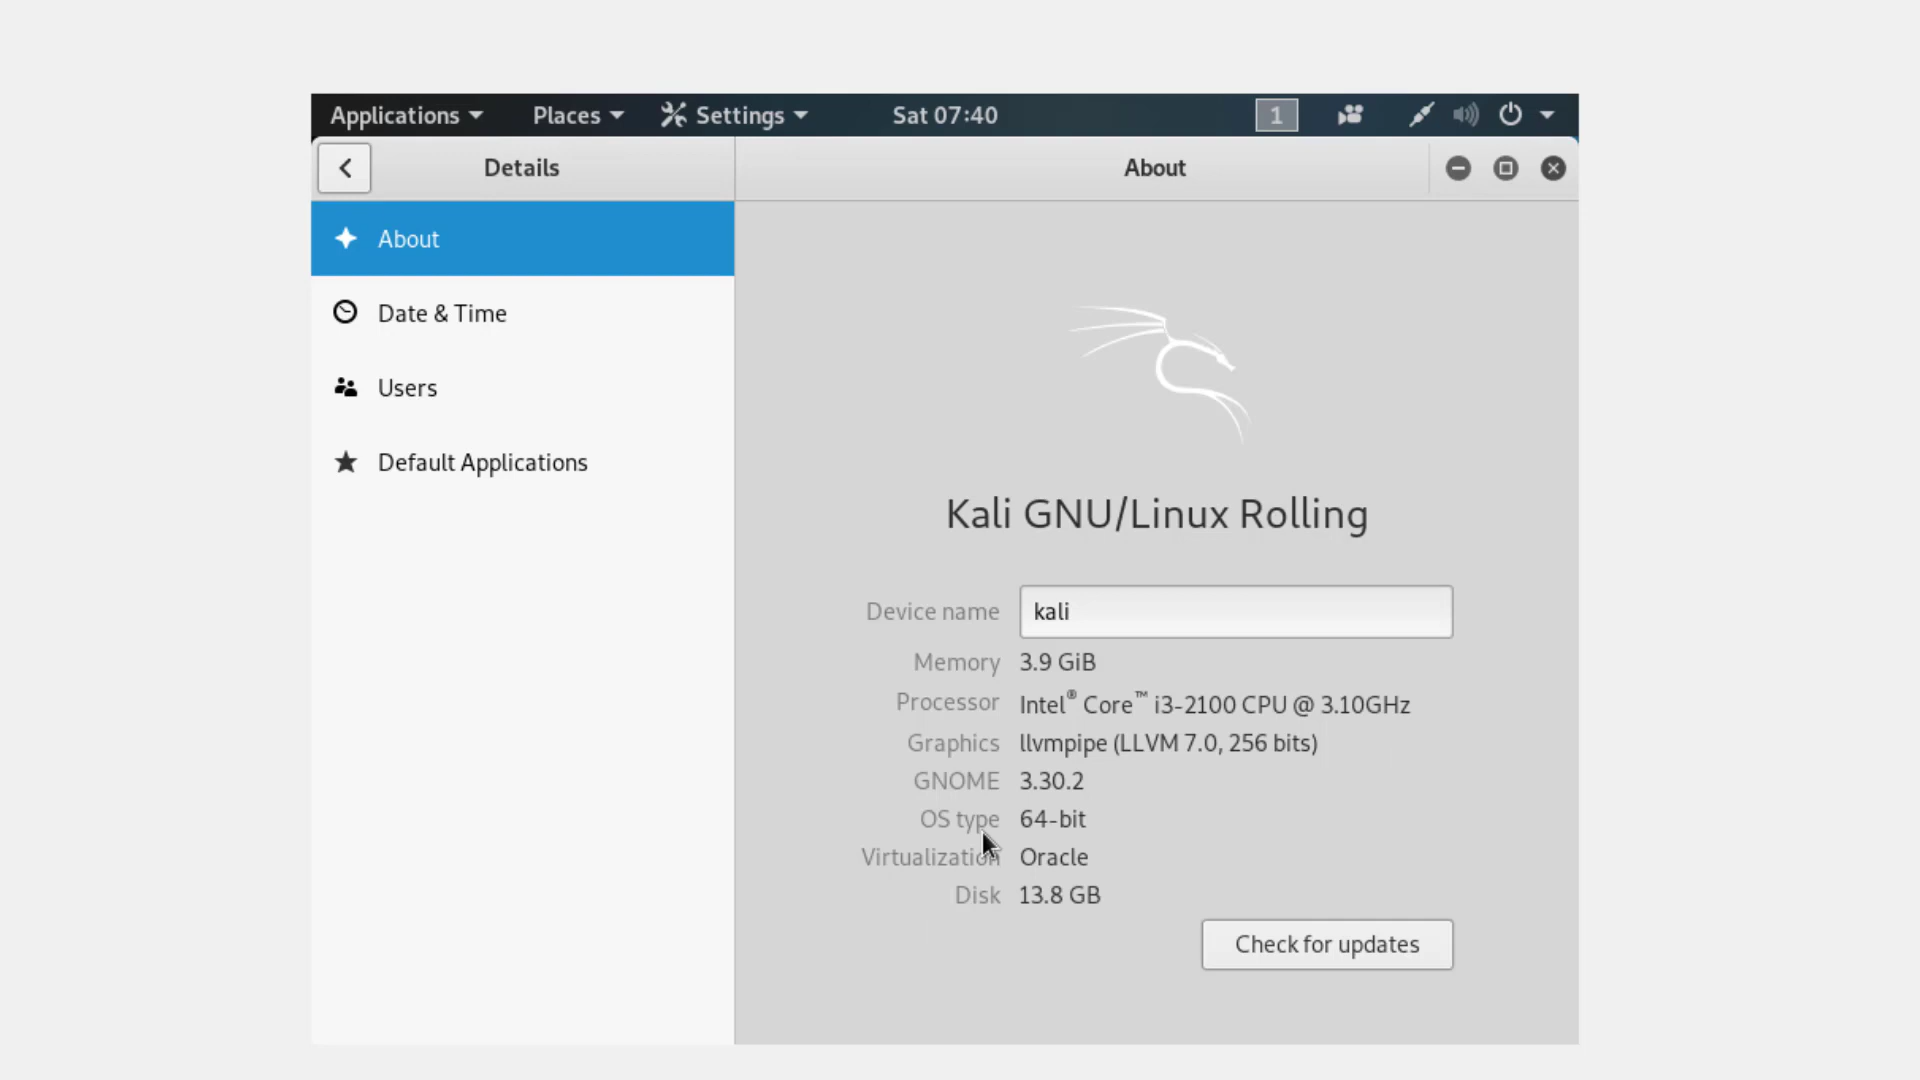 Applications Places Settings Sat 07:40 1
Details About
About
Date & Time
Users
Default Applications
Kali GNU/Linux Rolling
Device name kali
Memory 3.9 GiB
Processor Intel® Core™ i3-2100 CPU @ 3.10GHz
Graphics llvmpipe (LLVM 7.0, 256 bits)
GNOME 3.30.2
OS type 64-bit
Virtualization Oracle
Disk 13.8 GB
Check for updates